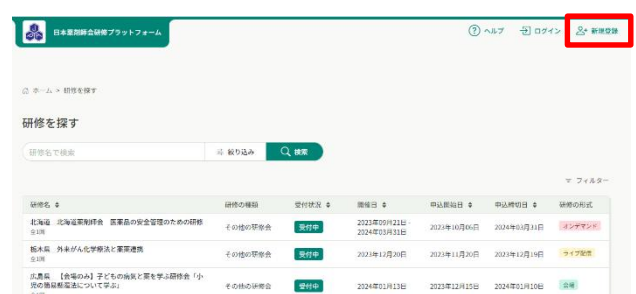 日本薬剤師会研修プラットフォーム
ヘルプ ログイン 新規登録
ホーム > 研修を探す
研修を探す
研修名で検索 絞り込み 検索
フィルター
研修名 研修の種類 受付状況 開催日 申込開始日 申込締切日 研修の形式
北海道 北海道薬剤師会 医薬品の安全管理のための研修 その他の研修会 受付中 2023年09月21日 - 2024年03月31日 2023年10月06日 2024年03月31日 オンデマンド
全1回
栃木県 外来がん化学療法と薬薬連携 その他の研修会 受付中 2023年12月20日 2023年11月20日 2023年12月19日 ライブ配信
全1回
広島県 【会場のみ】子どもの病気と薬を学ぶ研修会「小
児の簡易懸濁法について学ぶ」 その他の研修会 受付中 2024年01月13日 2023年12月15日 2024年01月10日 会場